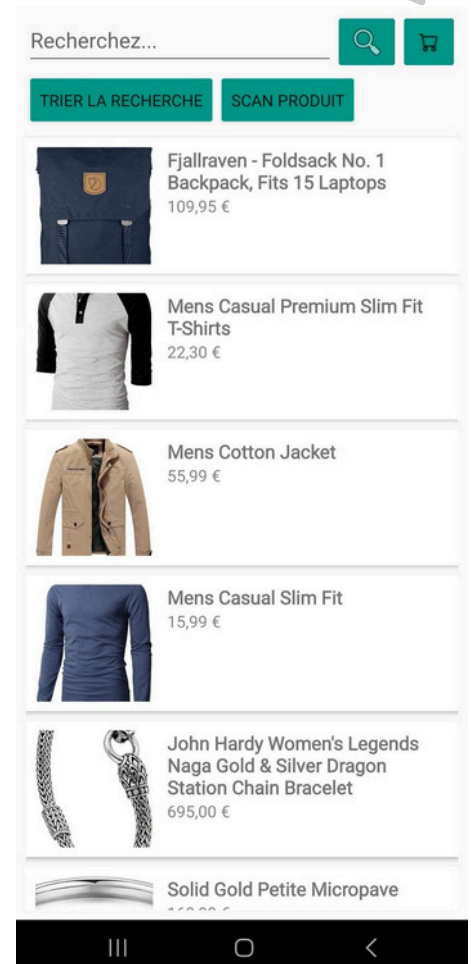 Recherchez...
TRIER LA RECHERCHE SCAN PRODUIT
Fjallraven - Foldsack No. 1
Backpack, Fits 15 Laptops
109,95 €
Mens Casual Premium Slim Fit
T-Shirts
22,30 €
Mens Cotton Jacket
55,99 €
Mens Casual Slim Fit
15,99 €
John Hardy Women's Legends
Naga Gold & Silver Dragon
Station Chain Bracelet
695,00 €
Solid Gold Petite Micropave